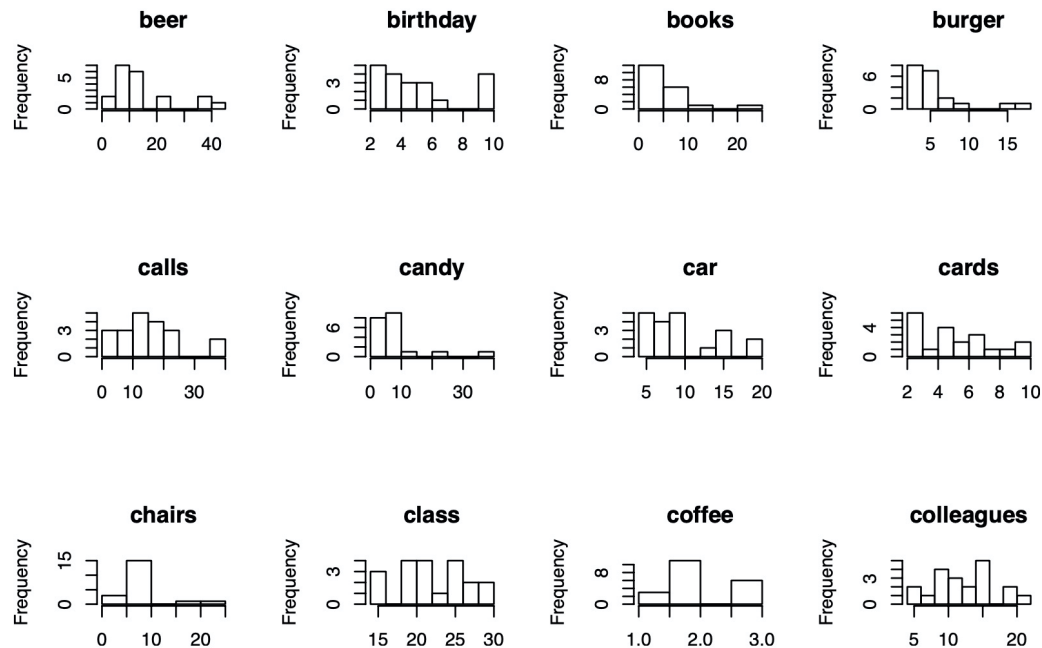 beer birthday books burger
Frequency Frequency Frequency Frequency
5 3 8 6
0 0 0 0
0 20 40 2 4 6 8 10 0 10 20 5 10 15
calls candy car cards
Frequency Frequency Frequency Frequency
3 6 3 4
0 0 0 0
0 10 30 0 10 30 5 10 15 20 2 4 6 8 10
chairs class coffee colleagues
Frequency Frequency Frequency Frequency
15 3 8 3
0 0 0 0
0 10 20 15 20 25 30 1.0 2.0 3.0 5 10 20